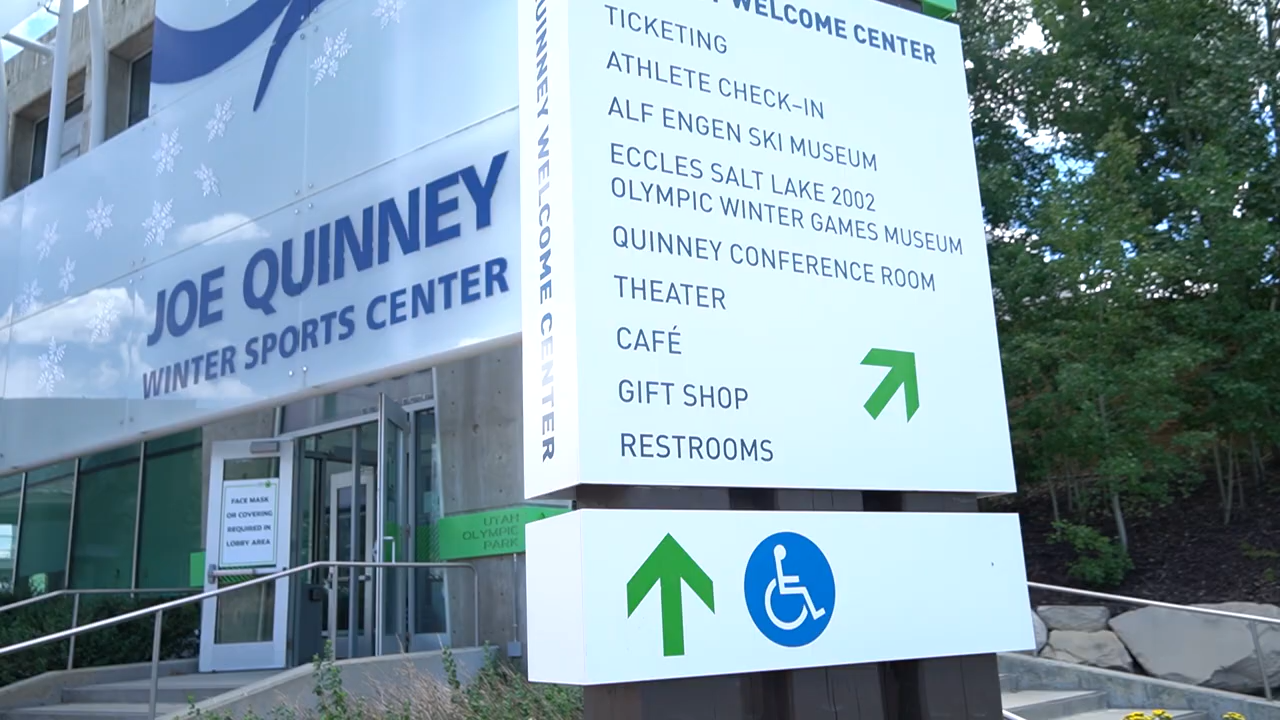 JOE QUINNEY
WINTER SPORTS CENTER
FACE MASK
OR COVERING
REQUIRED IN
LOBBY AREA
UTAH
OLYMPIC
PARK
QUINNEY WELCOME CENTER
WELCOME CENTER
TICKETING
ATHLETE CHECK-IN
ALF ENGEN SKI MUSEUM
ECCLES SALT LAKE 2002
OLYMPIC WINTER GAMES MUSEUM
QUINNEY CONFERENCE ROOM
THEATER
CAFÉ
GIFT SHOP
RESTROOMS